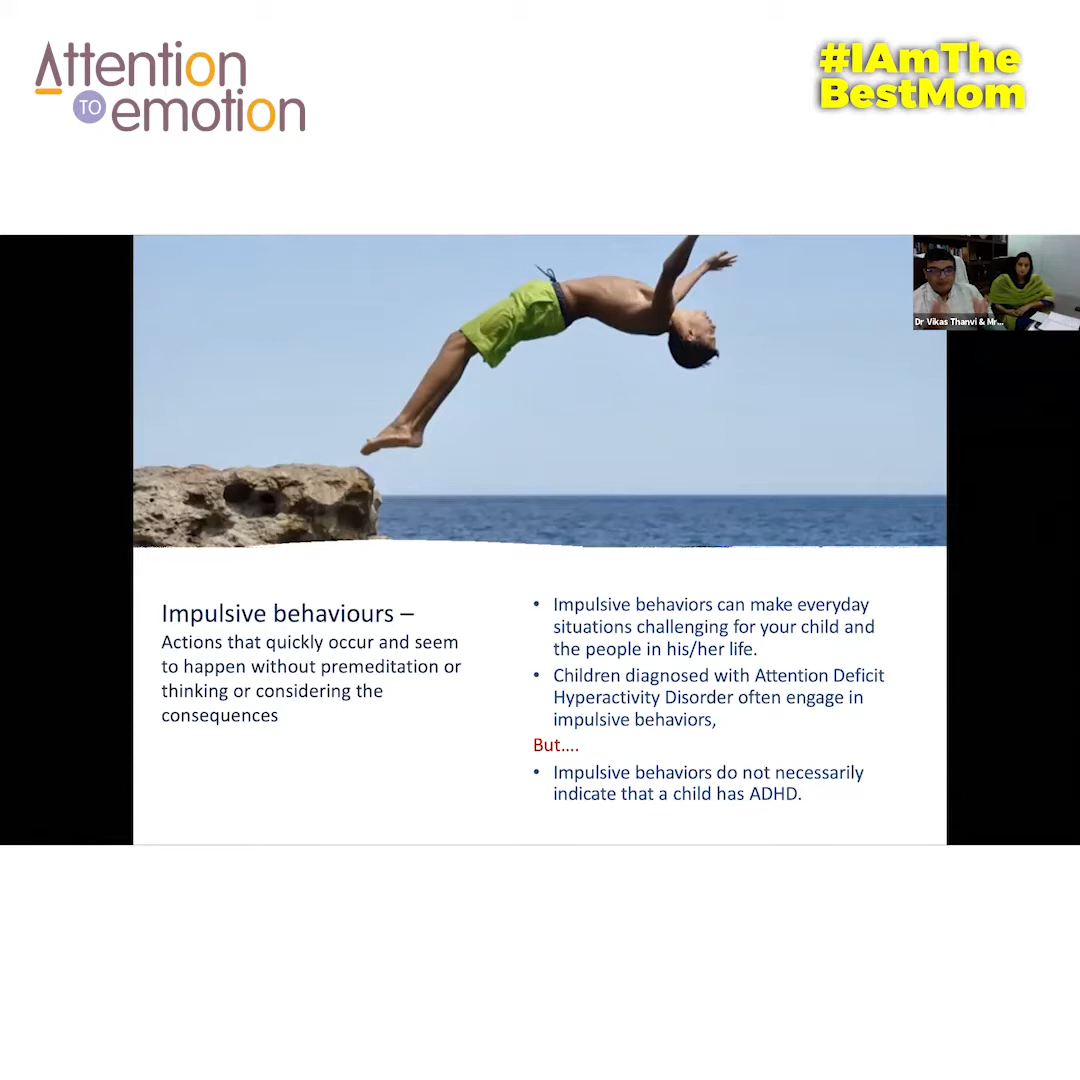 Attention
TO emotion
#IAmThe
BestMom
Dr Vikas Thanvi & Mr...
Impulsive behaviours –
Actions that quickly occur and seem
to happen without premeditation or
thinking or considering the
consequences
• Impulsive behaviors can make everyday
situations challenging for your child and
the people in his/her life.
• Children diagnosed with Attention Deficit
Hyperactivity Disorder often engage in
impulsive behaviors,
But....
• Impulsive behaviors do not necessarily
indicate that a child has ADHD.